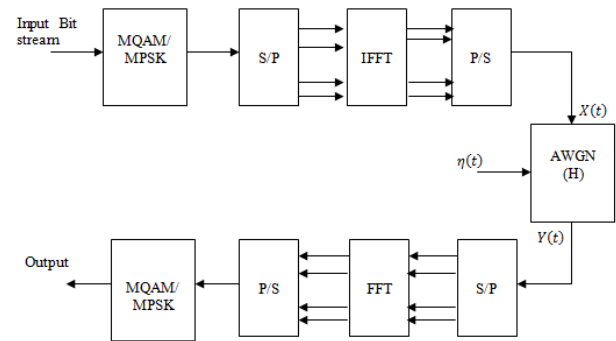 Input Bit
stream
MQAM/
MPSK
S/P
IFFT
P/S
X(t)
η(t)
AWGN
(H)
Y(t)
Output
MQAM/
MPSK
P/S
FFT
S/P